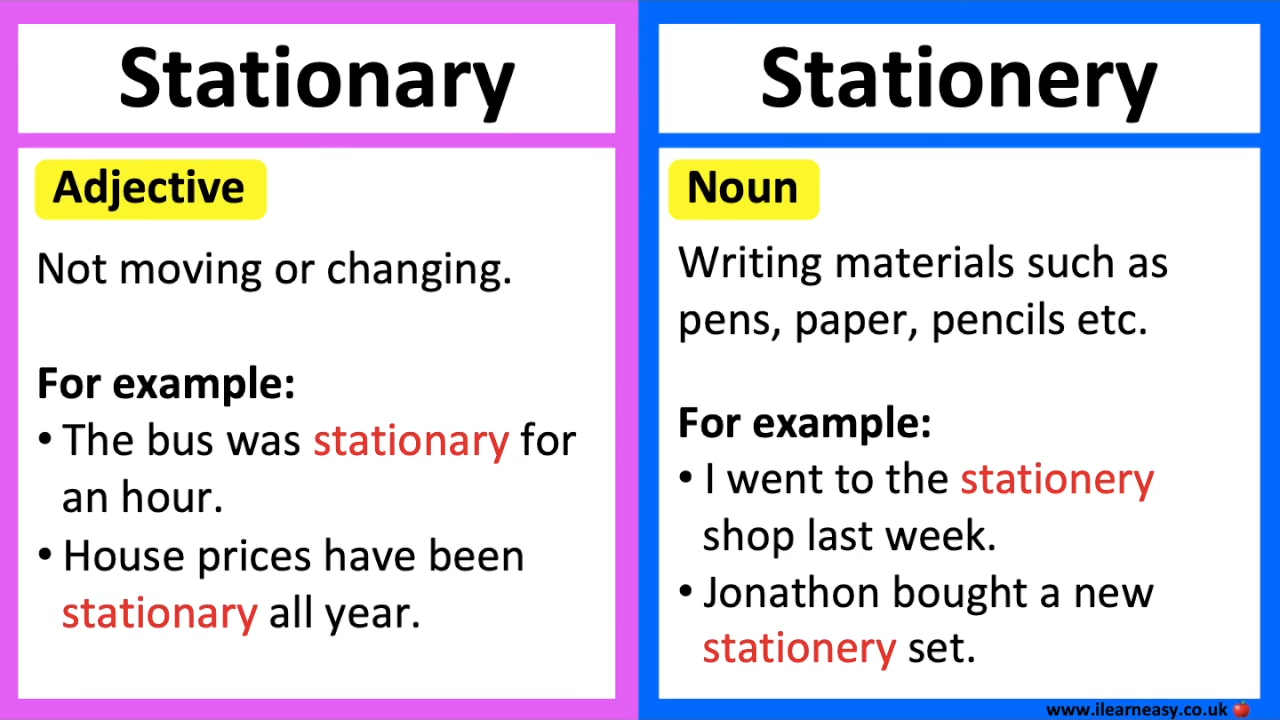 Stationary
Adjective
Not moving or changing.
For example:
• The bus was stationary for
an hour.
• House prices have been
stationary all year.
Stationery
Noun
Writing materials such as
pens, paper, pencils etc.
For example:
• I went to the stationery
shop last week.
• Jonathon bought a new
stationery set.
www.ilearneasy.co.uk